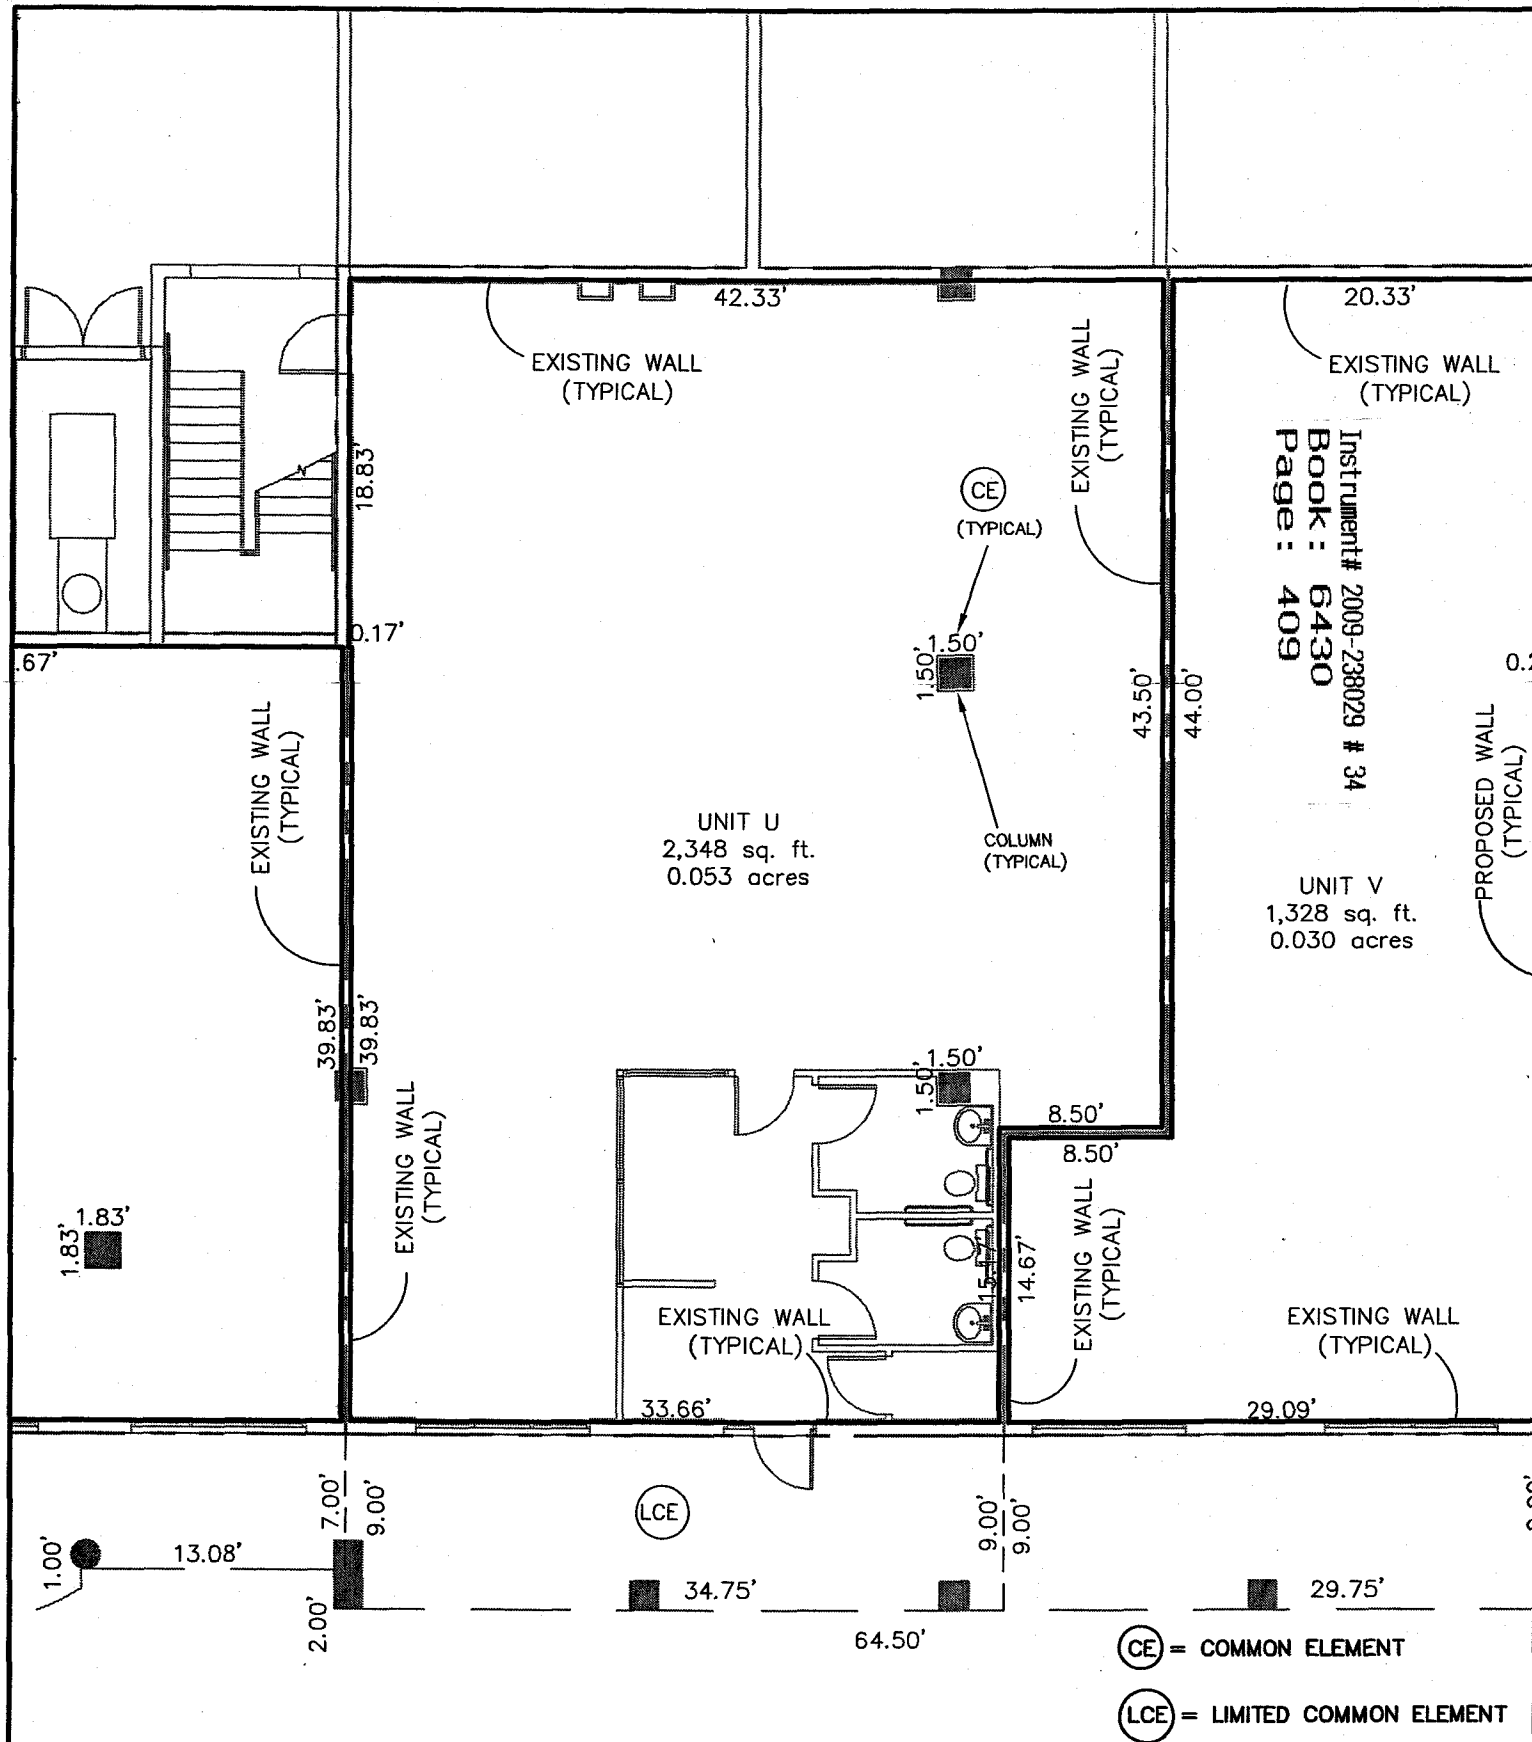 42.33'
20.33'
EXISTING WALL
(TYPICAL)
EXISTING WALL
(TYPICAL)
EXISTING WALL
(TYPICAL)
18.83'
CE
(TYPICAL)
Instrument# 2009-238029 # 34
Book: 6430
Page: 409
0.17'
.67'
1.50'
1.50'
43.50'
44.00'
EXISTING WALL
(TYPICAL)
PROPOSED WALL
(TYPICAL)
UNIT U
2,348 sq. ft.
0.053 acres
COLUMN
(TYPICAL)
UNIT V
1,328 sq. ft.
0.030 acres
39.83'
39.83'
1.50'
1.50'
8.50'
8.50'
EXISTING WALL
(TYPICAL)
1.83'
1.83'
14.67'
EXISTING WALL
(TYPICAL)
EXISTING WALL
(TYPICAL)
EXISTING WALL
(TYPICAL)
33.66'
29.09'
7.00'
9.00'
LCE
9.00'
9.00'
1.00'
13.08'
2.00'
34.75'
29.75'
64.50'
CE = COMMON ELEMENT
LCE = LIMITED COMMON ELEMENT